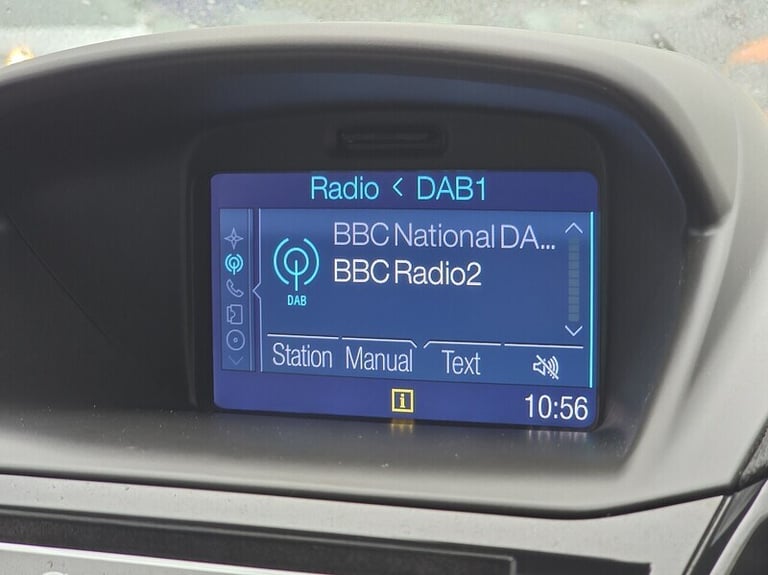 Radio < DAB1
BBC National DA...
BBC Radio2
DAB
Station Manual Text
i
10:56